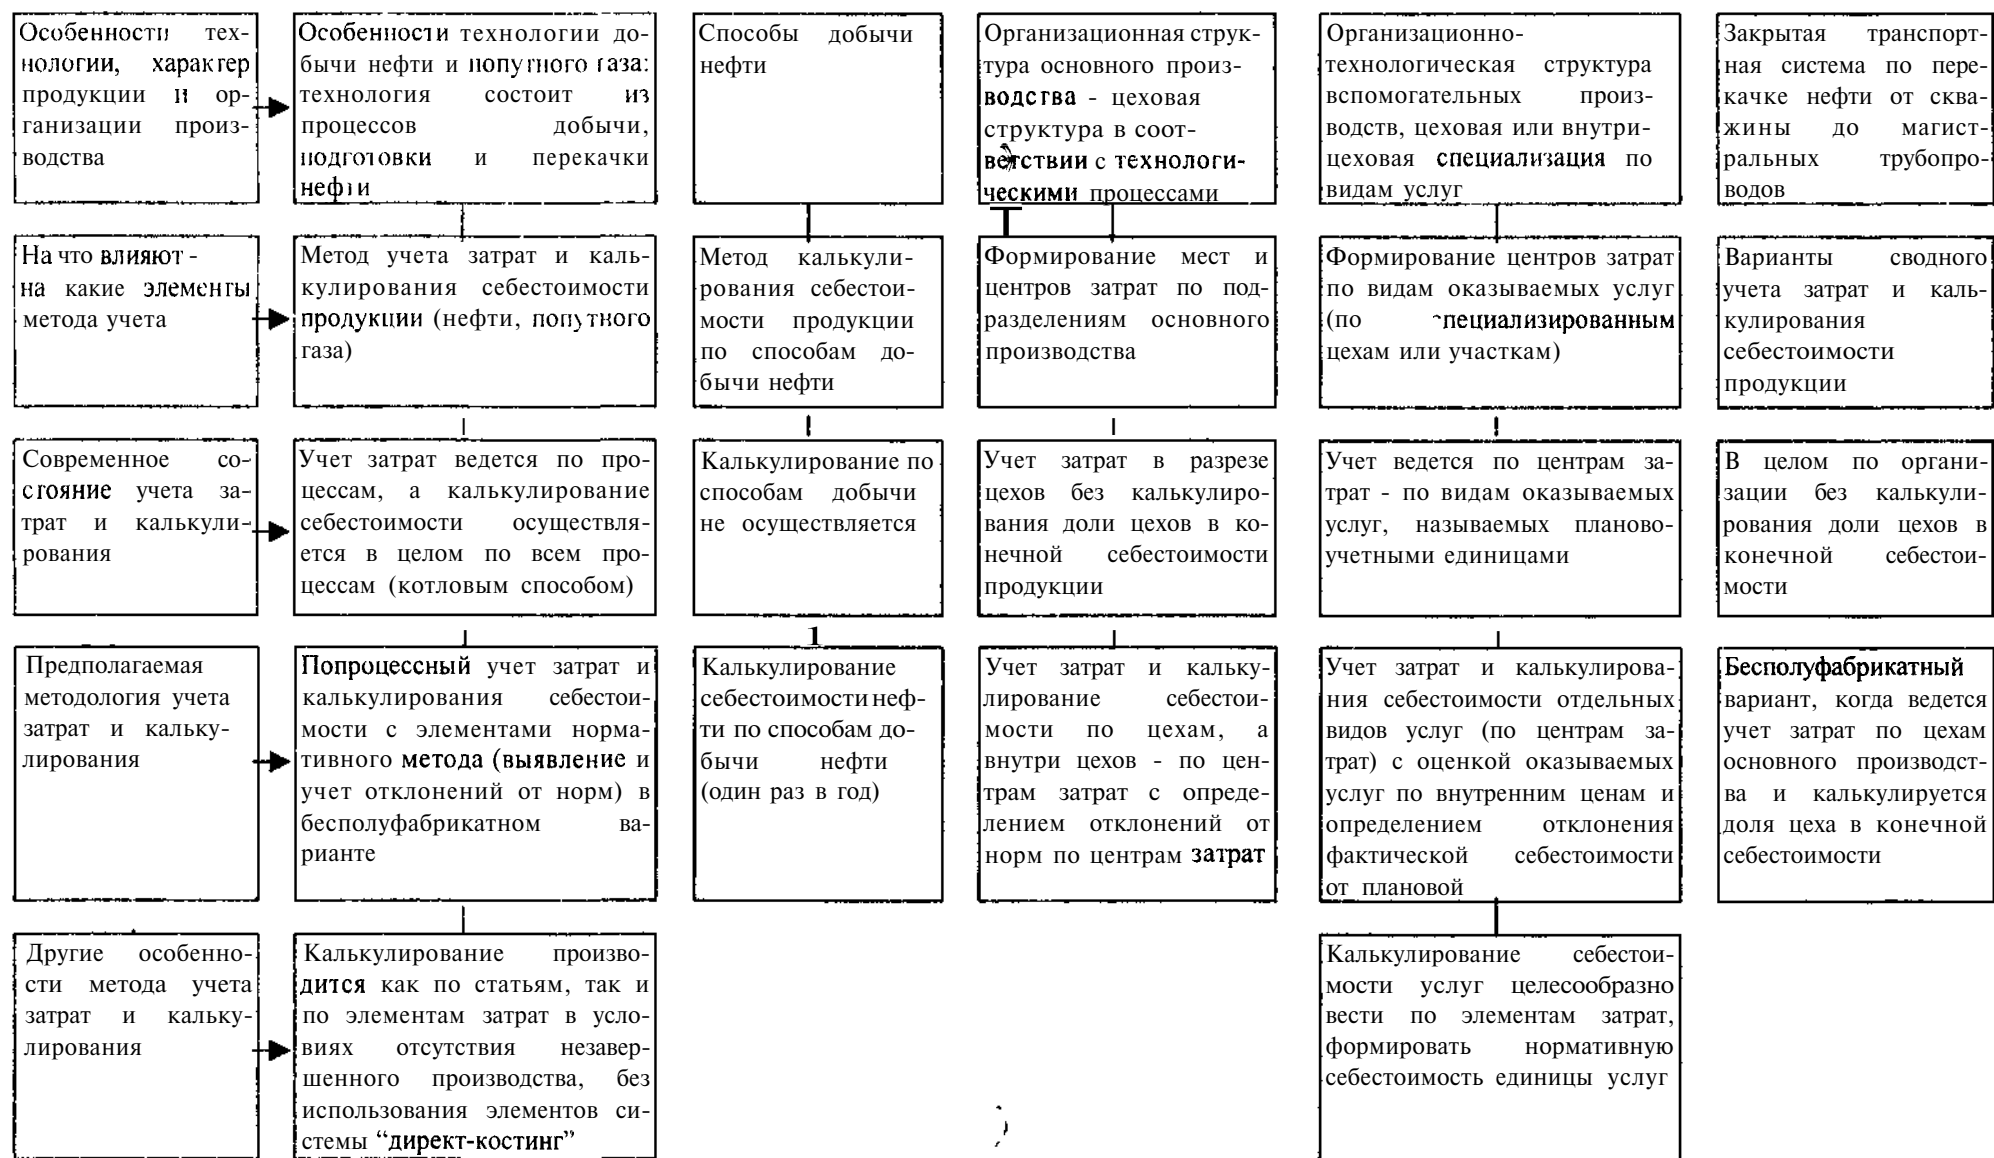 Особенности тех-
нологии, характер
продукции и ор-
ганизации произ-
водства
Особенности технологии до-
бычи нефти и попутного газа:
технология состоит из
процессов добычи,
подготовки и перекачки
нефти
Способы добычи
нефти
Организационная струк-
тура основного произ-
водства - цеховая
структура в соот-
ветствии с технологи-
ческими процессами
Организационно-
технологическая структура
вспомогательных произ-
водств, цеховая или внутри-
цеховая специализация по
видам услуг
Закрытая транспорт-
ная система по пере-
качке нефти от сква-
жины до магист-
ральных трубопро-
водов
На что влияют -
на какие элементы
метода учета
Метод учета затрат и каль-
кулирования себестоимости
продукции (нефти, попутного
газа)
Метод калькули-
рования себестои-
мости продукции
по способам до-
бычи нефти
Формирование мест и
центров затрат по под-
разделениям основного
производства
Формирование центров затрат
по видам оказываемых услуг
(по специализированным
цехам или участкам)
Варианты сводного
учета затрат и каль-
кулирования
себестоимости
продукции
Современное со-
стояние учета за-
трат и калькули-
рования
Учет затрат ведется по про-
цессам, а калькулирование
себестоимости осуществля-
ется в целом по всем про-
цессам (котловым способом)
Калькулирование по
способам добычи
не осуществляется
Учет затрат в разрезе
цехов без калькулиро-
вания доли цехов в ко-
нечной себестоимости
продукции
Учет ведется по центрам за-
трат - по видам оказываемых
услуг, называемых планово-
учетными единицами
В целом по органи-
зации без калькули-
рования доли цехов в
конечной себестои-
мости
Предполагаемая
методология учета
затрат и кальку-
лирования
Попроцессный учет затрат и
калькулирования себестои-
мости с элементами норма-
тивного метода (выявление и
учет отклонений от норм) в
бесполуфабрикатном ва-
рианте
Калькулирование
себестоимости неф-
ти по способам до-
бычи нефти
(один раз в год)
Учет затрат и кальку-
лирование себестои-
мости по цехам, а
внутри цехов - по цен-
трам затрат с опреде-
лением отклонений от
норм по центрам затрат
Учет затрат и калькулирова-
ния себестоимости отдельных
видов услуг (по центрам за-
трат) с оценкой оказываемых
услуг по внутренним ценам и
определением отклонения
фактической себестоимости
от плановой
Бесполуфабрикатный
вариант, когда ведется
учет затрат по цехам
основного производст-
ва и калькулируется
доля цеха в конечной
себестоимости
Другие особенно-
сти метода учета
затрат и кальку-
лирования
Калькулирование произво-
дится как по статьям, так и
по элементам затрат в усло-
виях отсутствия незавер-
шенного производства, без
использования элементов си-
стемы “директ-костинг”
Калькулирование себестои-
мости услуг целесообразно
вести по элементам затрат,
формировать нормативную
себестоимость единицы услуг